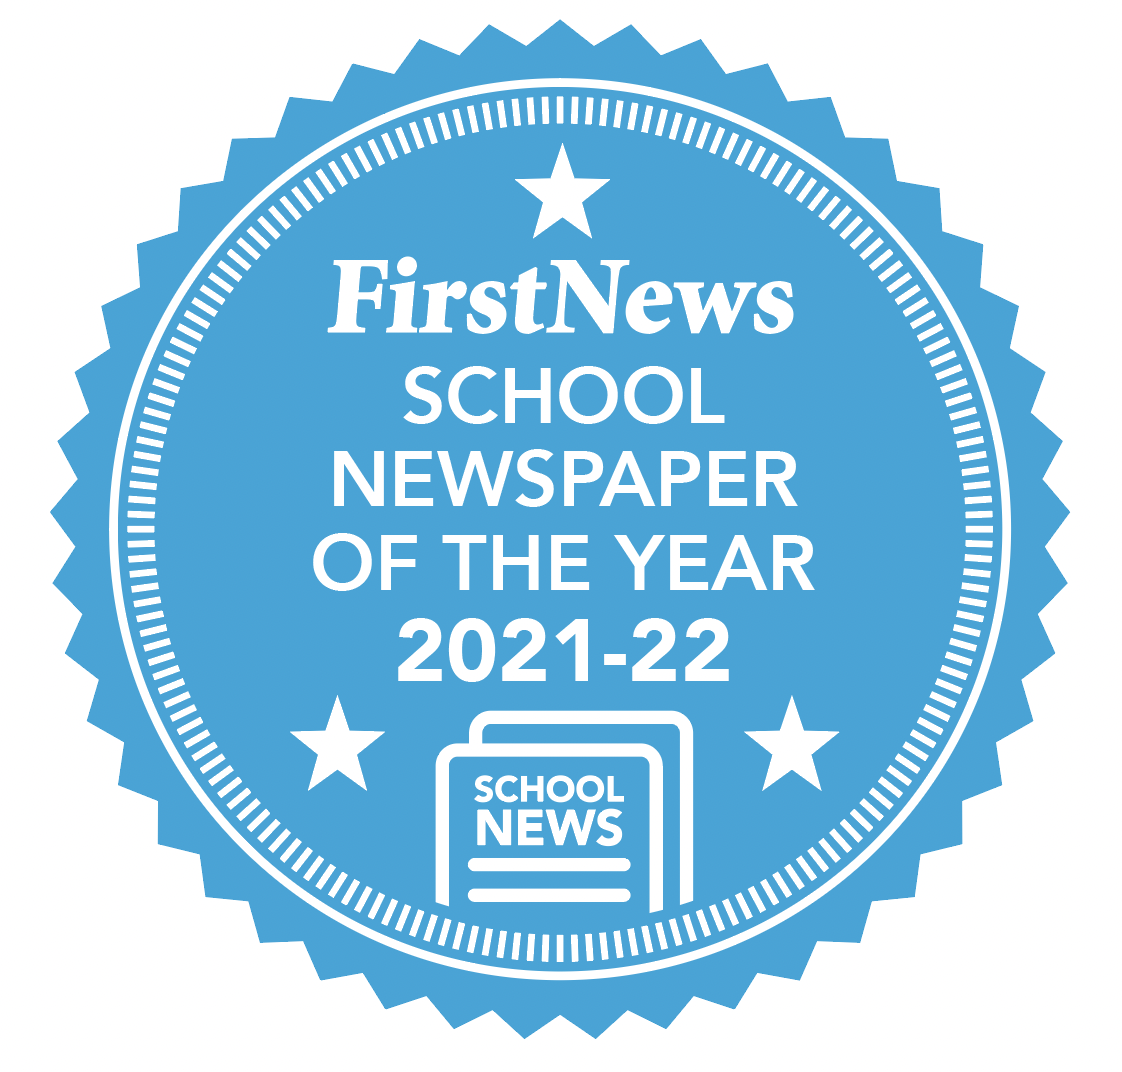 FirstNews
SCHOOL
NEWSPAPER
OF THE YEAR
2021-22
SCHOOL
NEWS